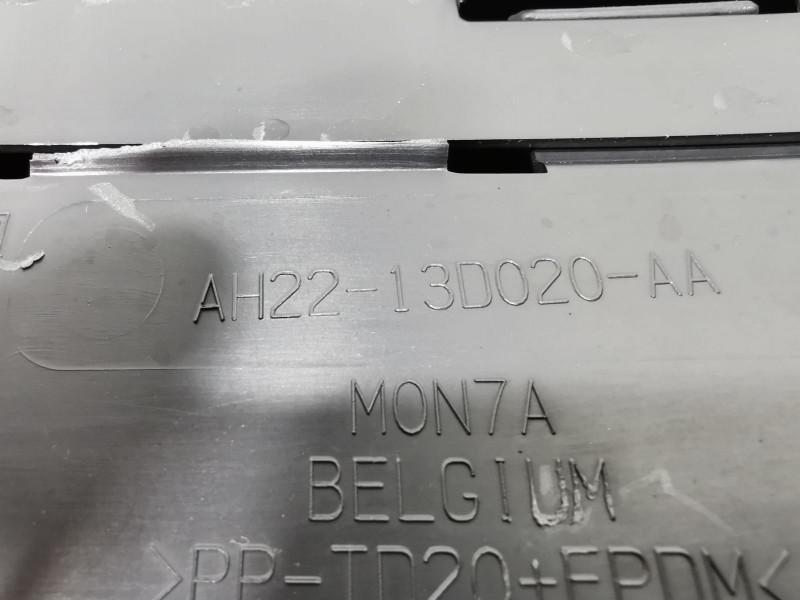 AH22-13D020-AA
MON7A
BELGIUM
>PP-TD20+EPDM<